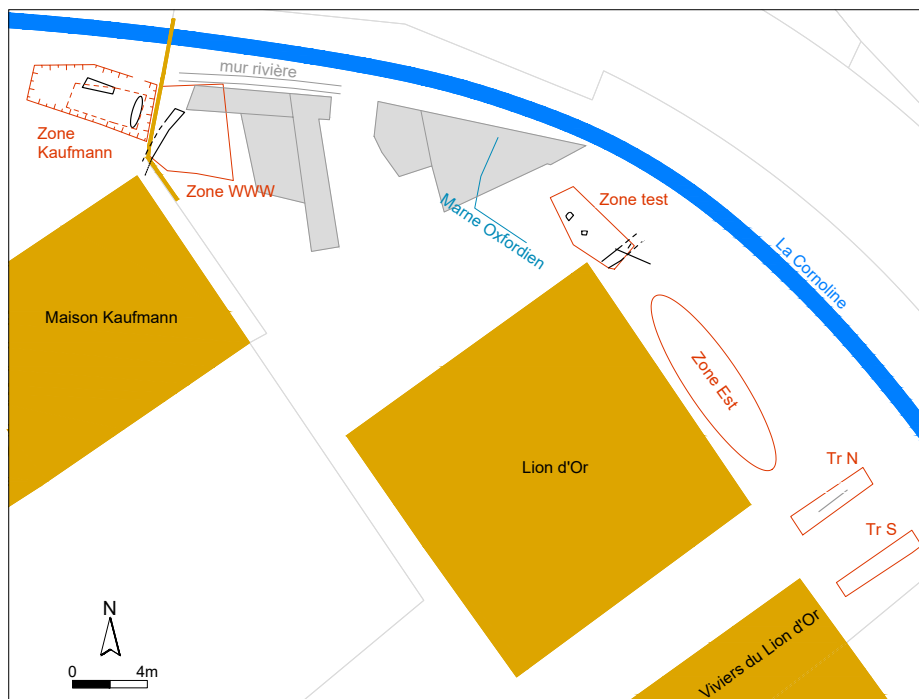 mur rivière
Zone
Kaufmann
Zone WWW
Zone test
Marne Oxfordien
La Cornoline
Maison Kaufmann
Zone Est
Lion d'Or
Tr N
Tr S
Viviers du Lion d'Or
N
0 4m